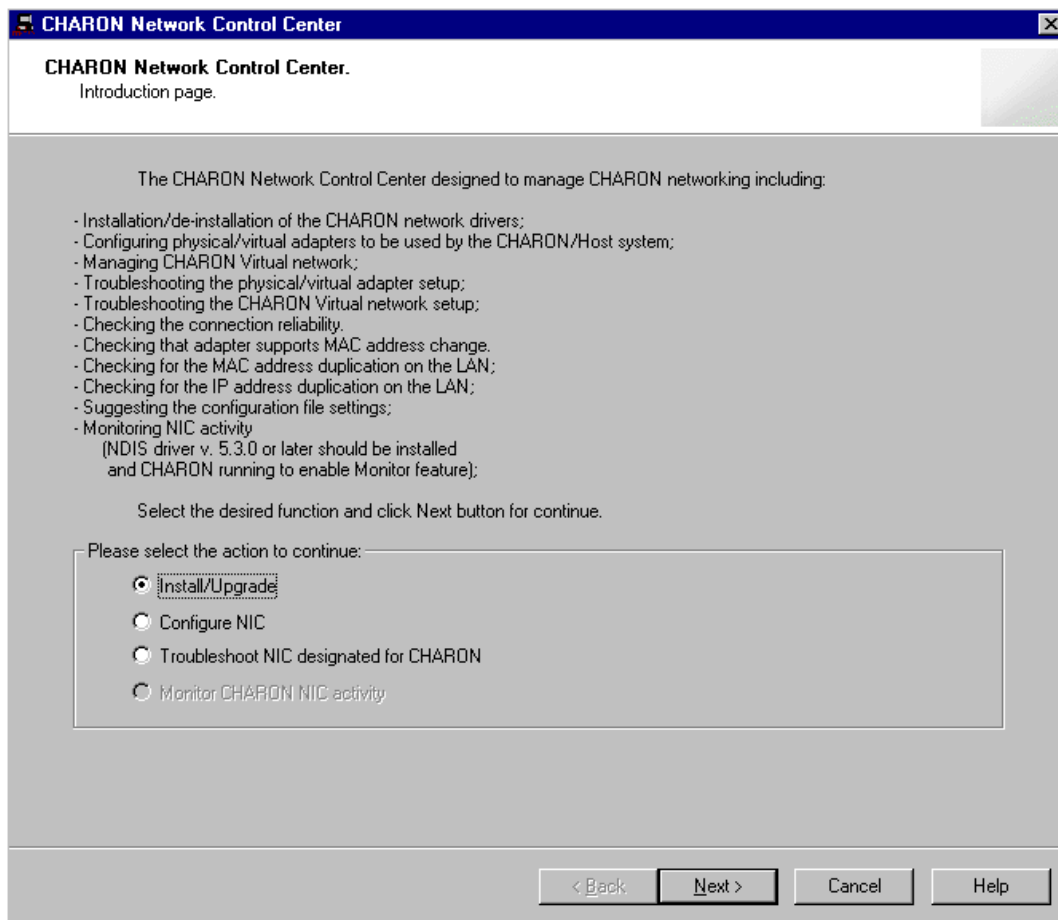 CHARON Network Control Center
CHARON Network Control Center.
Introduction page.
The CHARON Network Control Center designed to manage CHARON networking including:
- Installation/de-installation of the CHARON network drivers;
- Configuring physical/virtual adapters to be used by the CHARON/Host system;
- Managing CHARON Virtual network;
- Troubleshooting the physical/virtual adapter setup;
- Troubleshooting the CHARON Virtual network setup;
- Checking the connection reliability.
- Checking that adapter supports MAC address change.
- Checking for the MAC address duplication on the LAN;
- Checking for the IP address duplication on the LAN;
- Suggesting the configuration file settings;
- Monitoring NIC activity
(NDIS driver v. 5.3.0 or later should be installed
and CHARON running to enable Monitor feature);
Select the desired function and click Next button for continue.
Please select the action to continue:
Install/Upgrade
Configure NIC
Troubleshoot NIC designated for CHARON
Monitor CHARON NIC activity
< Back Next > Cancel Help